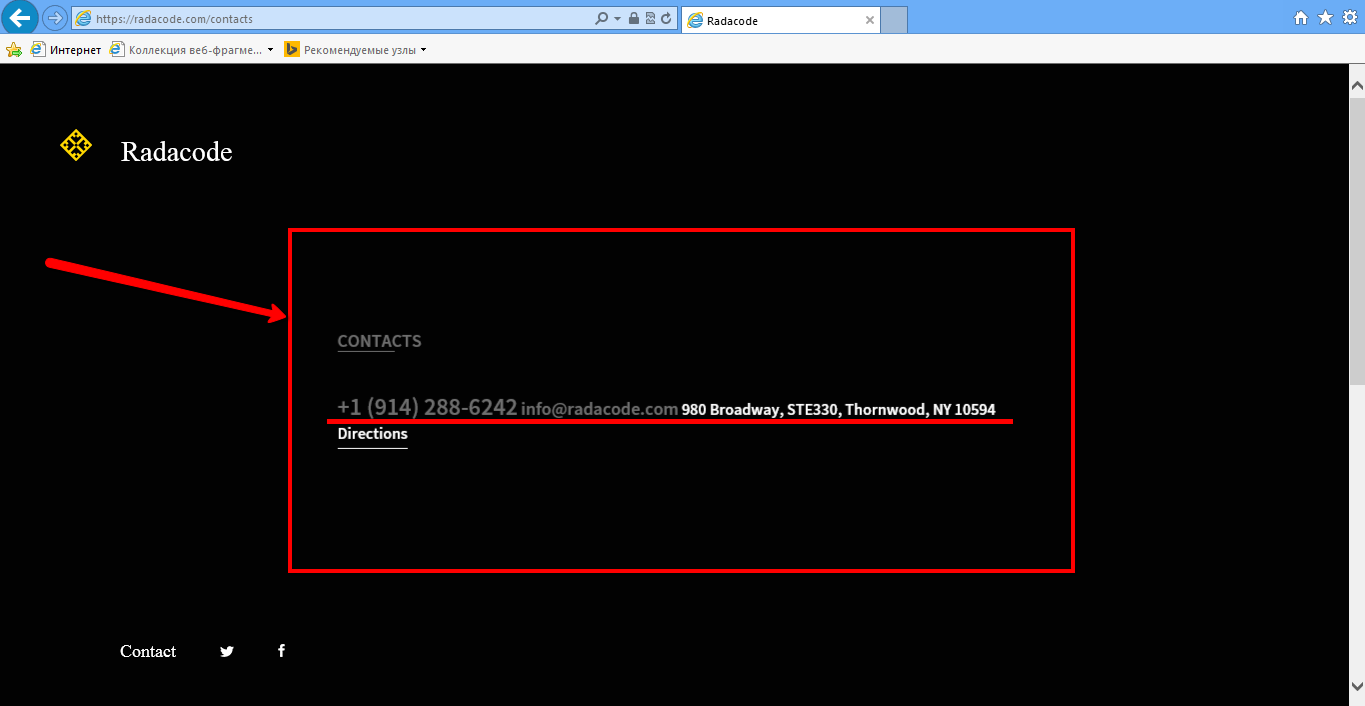 https://radacode.com/contacts
Radacode
Интернет
Коллекция веб-фрагме...
Рекомендуемые узлы
Radacode
CONTACTS
+1 (914) 288-6242 info@radacode.com 980 Broadway, STE330, Thornwood, NY 10594
Directions
Contact